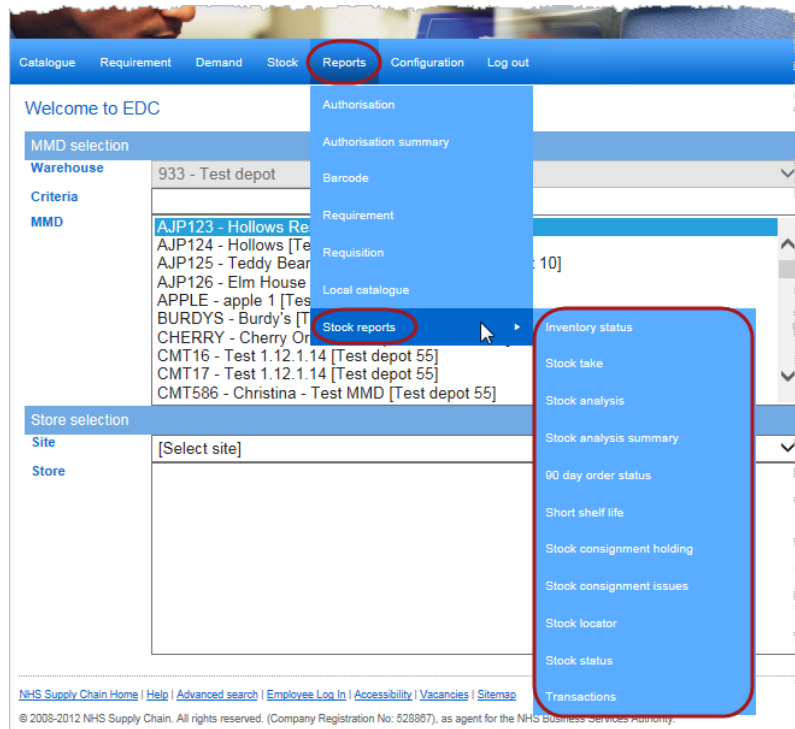 Catalogue Requirement Demand Stock Reports Configuration Log out
Welcome to EDC
Authorisation
MMD selection
Authorisation summary
Warehouse
933 - Test depot
Barcode
Criteria
MMD
Requirement
AJP123 - Hollows Re
AJP124 - Hollows [Te
Requisition
AJP125 - Teddy Bear
10]
AJP126 - Elm House
Local catalogue
APPLE - apple 1 [Tes
BURDYS - Burdy's [T
Stock reports
CHERRY - Cherry Or
CMT16 - Test 1.12.1.14 [Test depot 55]
CMT17 - Test 1.12.1.14 [Test depot 55]
CMT586 - Christina - Test MMD [Test depot 55]
Inventory status
Stock take
Stock analysis
Stock analysis summary
90 day order status
Short shelf life
Stock consignment holding
Stock consignment issues
Stock locator
Stock status
Transactions
Store selection
Site
[Select site]
Store
NHS Supply Chain Home | Help | Advanced search | Employee Log In | Accessibility | Vacancies | Sitemap
© 2008-2012 NHS Supply Chain. All rights reserved. (Company Registration No: 528867), as agent for the NHS Business Services Authority.